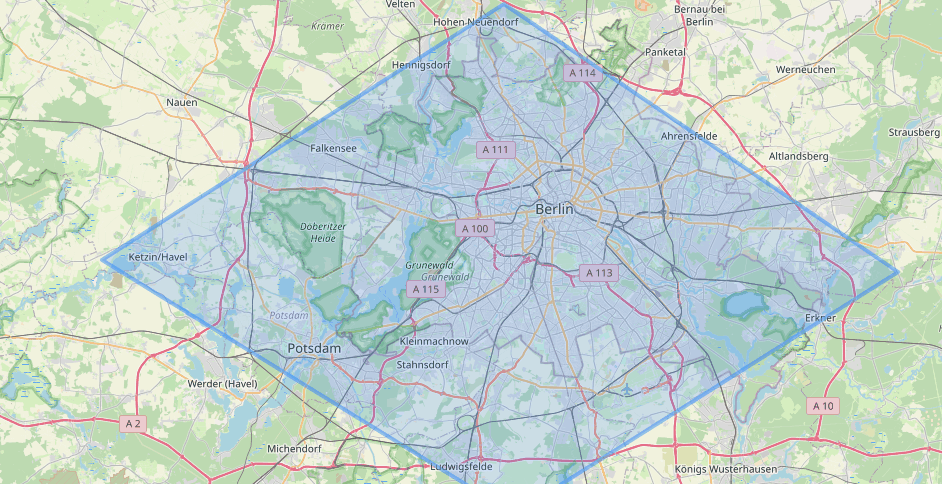 Velten
Bernau bei
Berlin
Hohen Neuendorf
Krämer
Panketal
Hennigsdorf
A 114
Werneuchen
Nauen
Strausberg
Ahrensfelde
Falkensee
A 111
Altlandsberg
Berlin
Döberitzer
Heide
A 100
Ketzin/Havel
Grunewald
Grunewald
A 113
A 115
Potsdam
Erkner
Kleinmachnow
Potsdam
Stahnsdorf
Werder (Havel)
A 10
A 2
Michendorf
Ludwigsfelde
Königs Wusterhausen